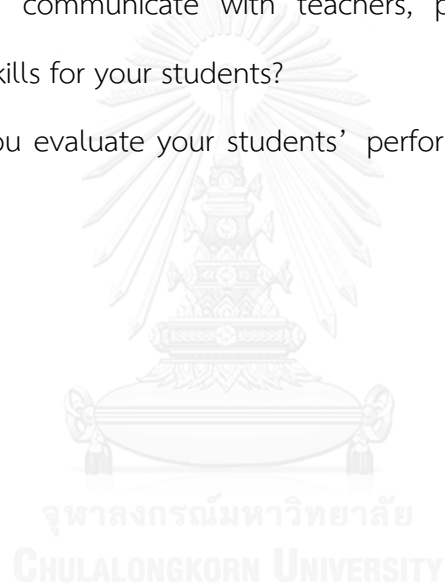 communicate with teachers, p
kills for your students?
ou evaluate your students' perfor
จุฬาลงกรณ์มหาวิทยาลัย
CHULALONGKORN UNIVERSITY